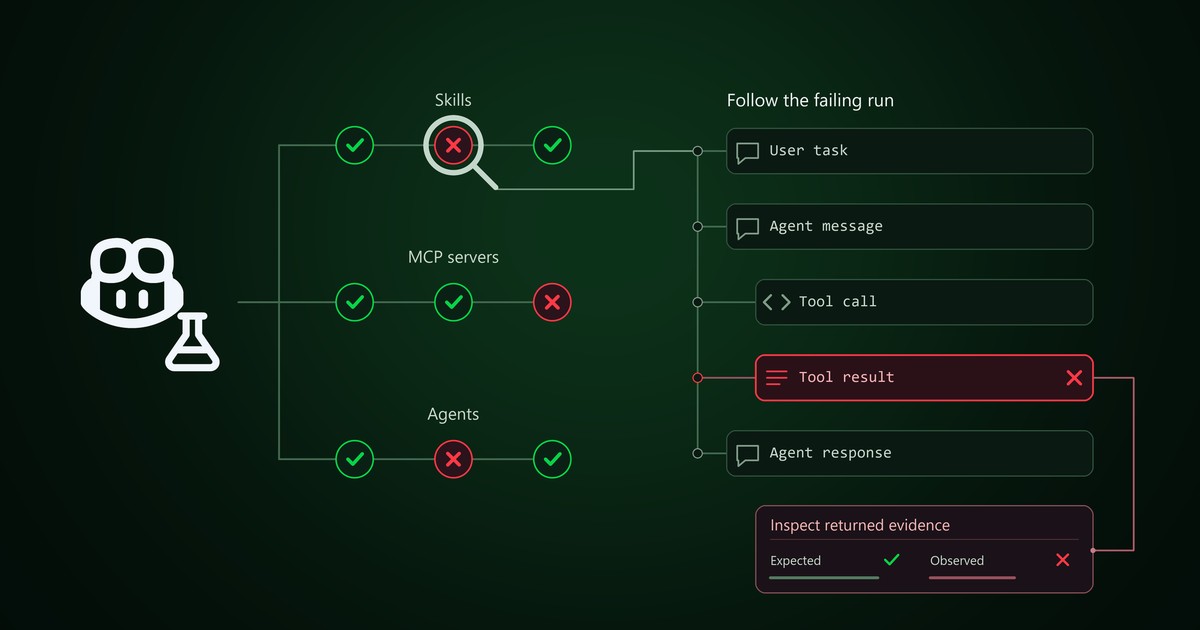 Skills
MCP servers
Agents
Follow the failing run
User task
Agent message
Tool call
Tool result
Agent response
Inspect returned evidence
Expected
Observed